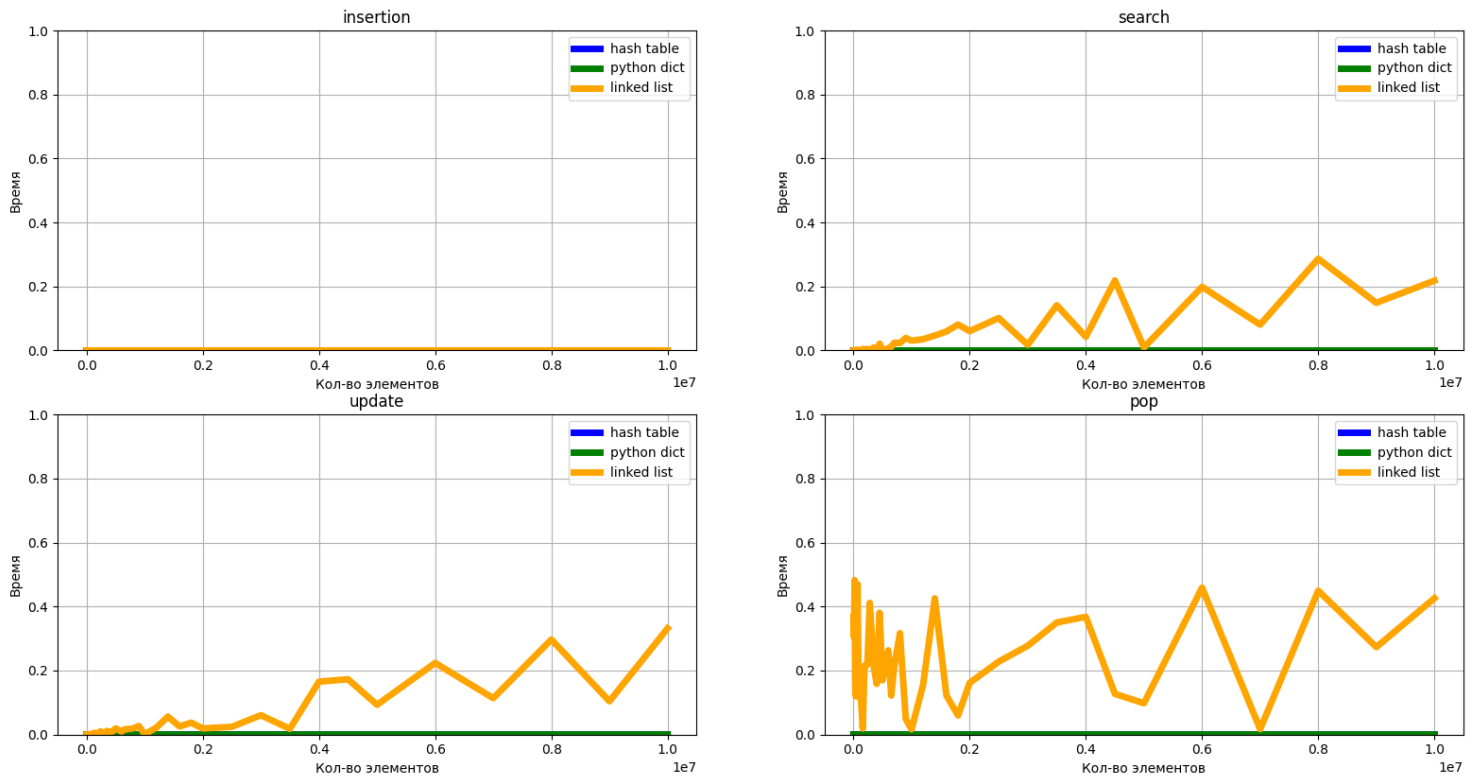 insertion
1.0
0.8
0.6
0.4
0.2
0.0
Время
hash table
python dict
linked list
0.0 0.2 0.4 0.6 0.8 1.0
1e7
Кол-во элементов
search
1.0
0.8
0.6
0.4
0.2
0.0
Время
hash table
python dict
linked list
0.0 0.2 0.4 0.6 0.8 1.0
1e7
Кол-во элементов
update
1.0
0.8
0.6
0.4
0.2
0.0
Время
hash table
python dict
linked list
0.0 0.2 0.4 0.6 0.8 1.0
1e7
Кол-во элементов
pop
1.0
0.8
0.6
0.4
0.2
0.0
Время
hash table
python dict
linked list
0.0 0.2 0.4 0.6 0.8 1.0
1e7
Кол-во элементов